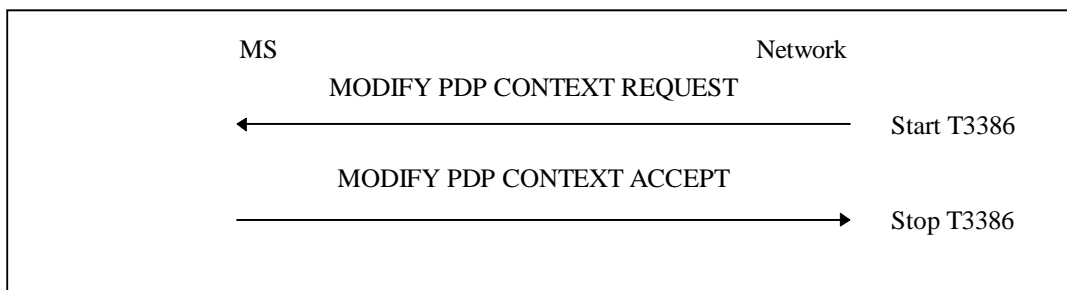 MS Network
MODIFY PDP CONTEXT REQUEST
Start T3386
MODIFY PDP CONTEXT ACCEPT
Stop T3386